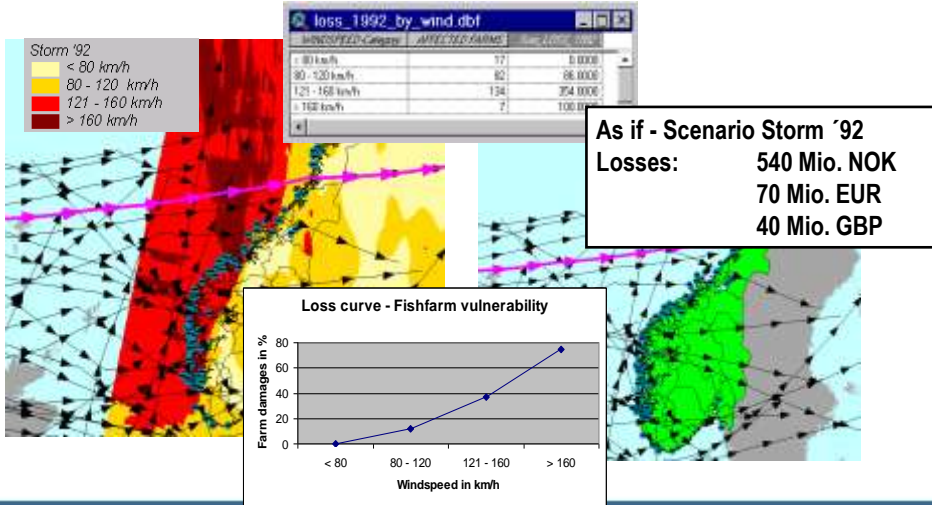 loss_1992_by_wind.dbf
WINDSPEED-Category AFFECTED FARMS
< 80 km/h 17 0.0000
80 - 120 km/h 82 86.0000
121 - 160 km/h 134 354.0000
> 160 km/h 7 100.0000
Storm '92
< 80 km/h
80 - 120 km/h
121 - 160 km/h
> 160 km/h
As if - Scenario Storm ´92
Losses: 540 Mio. NOK
70 Mio. EUR
40 Mio. GBP
Loss curve - Fishfarm vulnerability
Farm damages in %
80
60
40
20
0
< 80 80 - 120 121 - 160 > 160
Windspeed in km/h